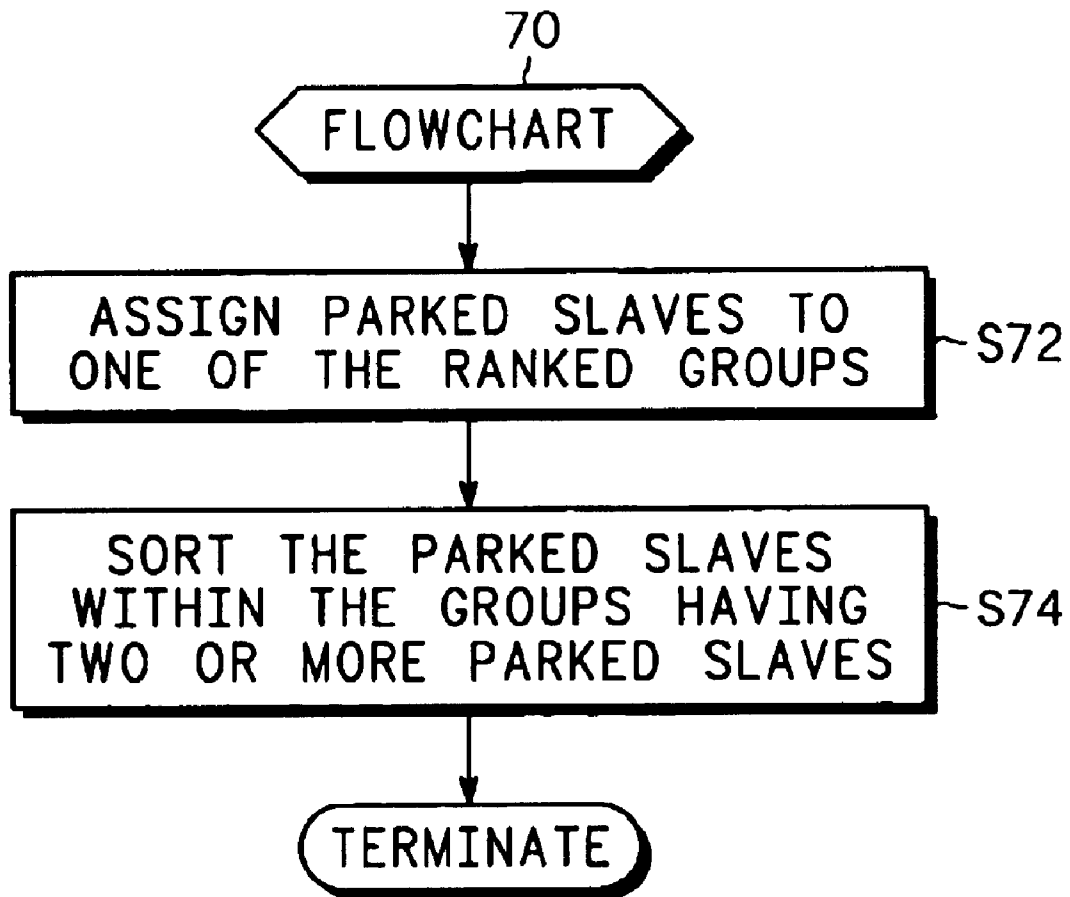 70
FLOWCHART
ASSIGN PARKED SLAVES TO
ONE OF THE RANKED GROUPS
S72
SORT THE PARKED SLAVES
WITHIN THE GROUPS HAVING
TWO OR MORE PARKED SLAVES
S74
TERMINATE